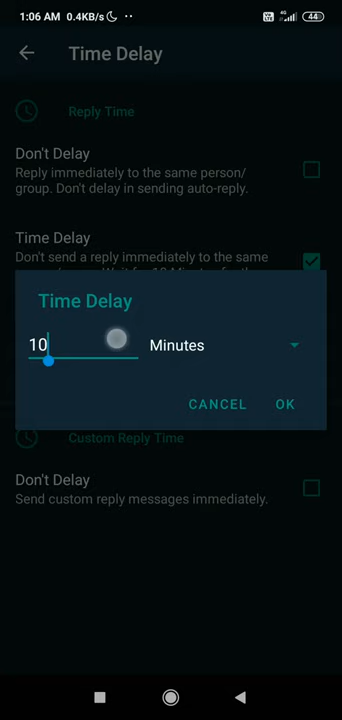 1:06 AM 0.4KB/s
44
Time Delay
Reply Time
Don't Delay
Reply immediately to the same person/
group. Don't delay in sending auto-reply.
Time Delay
Don't send a reply immediately to the same
Time Delay
10 Minutes
CANCEL OK
Custom Reply Time
Don't Delay
Send custom reply messages immediately.